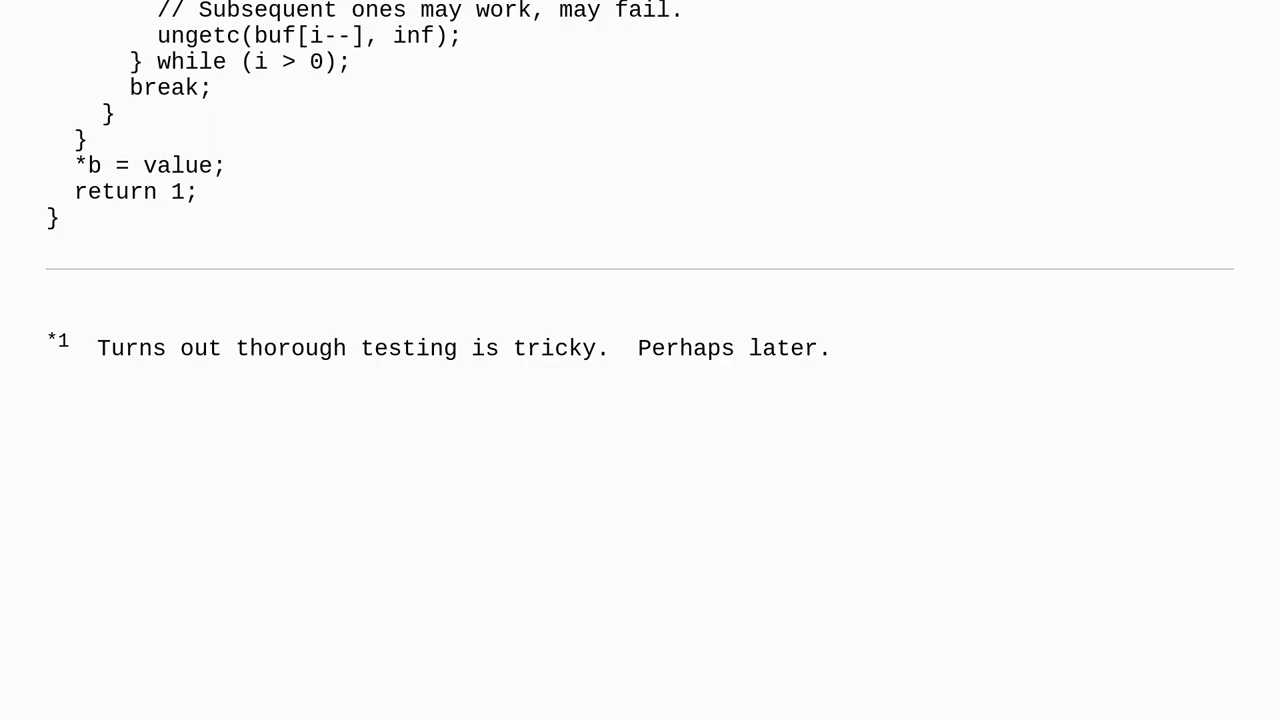 // Subsequent ones may work, may fail.
ungetc(buf[i--], inf);
} while (i > 0);
break;
}
}
*b = value;
return 1;
}
*1 Turns out thorough testing is tricky.  Perhaps later.